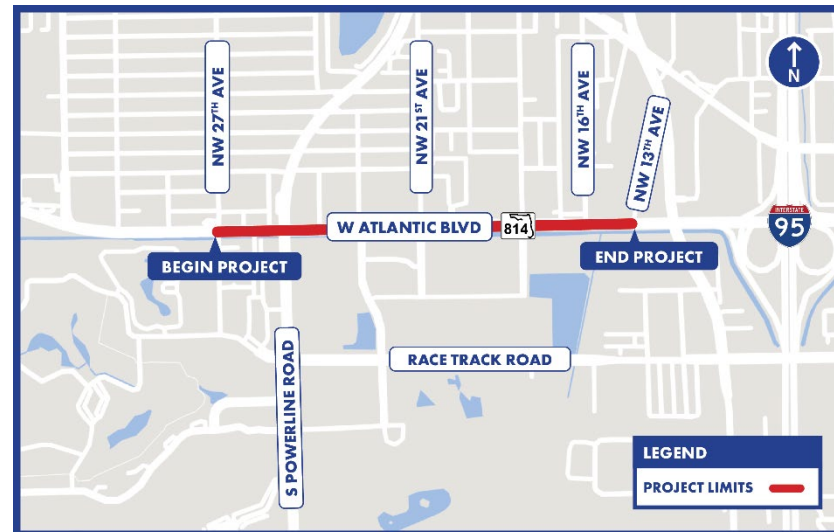 NW 27TH AVE
NW 21ST AVE
NW 16TH AVE
NW 13TH AVE
N
W ATLANTIC BLVD
814
INTERSTATE
95
BEGIN PROJECT
END PROJECT
S POWERLINE ROAD
RACE TRACK ROAD
LEGEND
PROJECT LIMITS